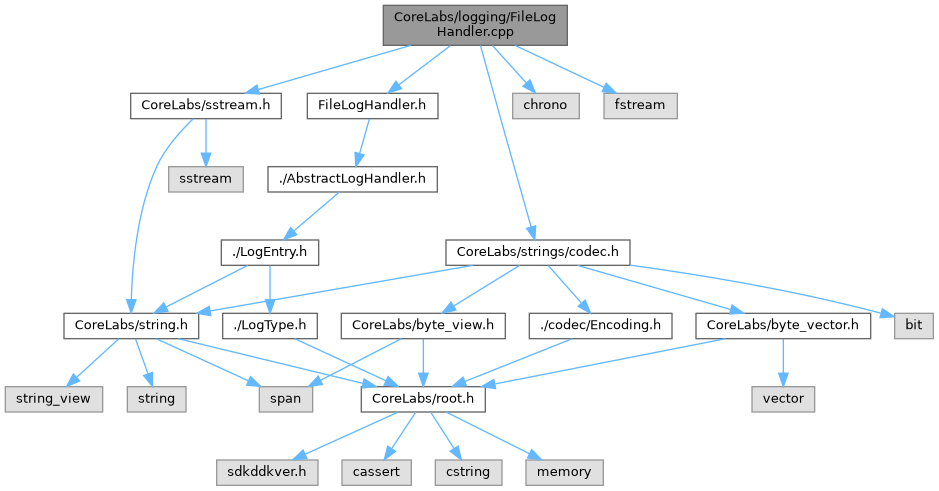 CoreLabs/logging/FileLog
Handler.cpp
CoreLabs/sstream.h
FileLogHandler.h
chrono
fstream
sstream
./AbstractLogHandler.h
./LogEntry.h
CoreLabs/strings/codec.h
CoreLabs/string.h
./LogType.h
CoreLabs/byte_view.h
./codec/Encoding.h
CoreLabs/byte_vector.h
bit
string_view
string
span
CoreLabs/root.h
vector
sdkddkver.h
cassert
cstring
memory